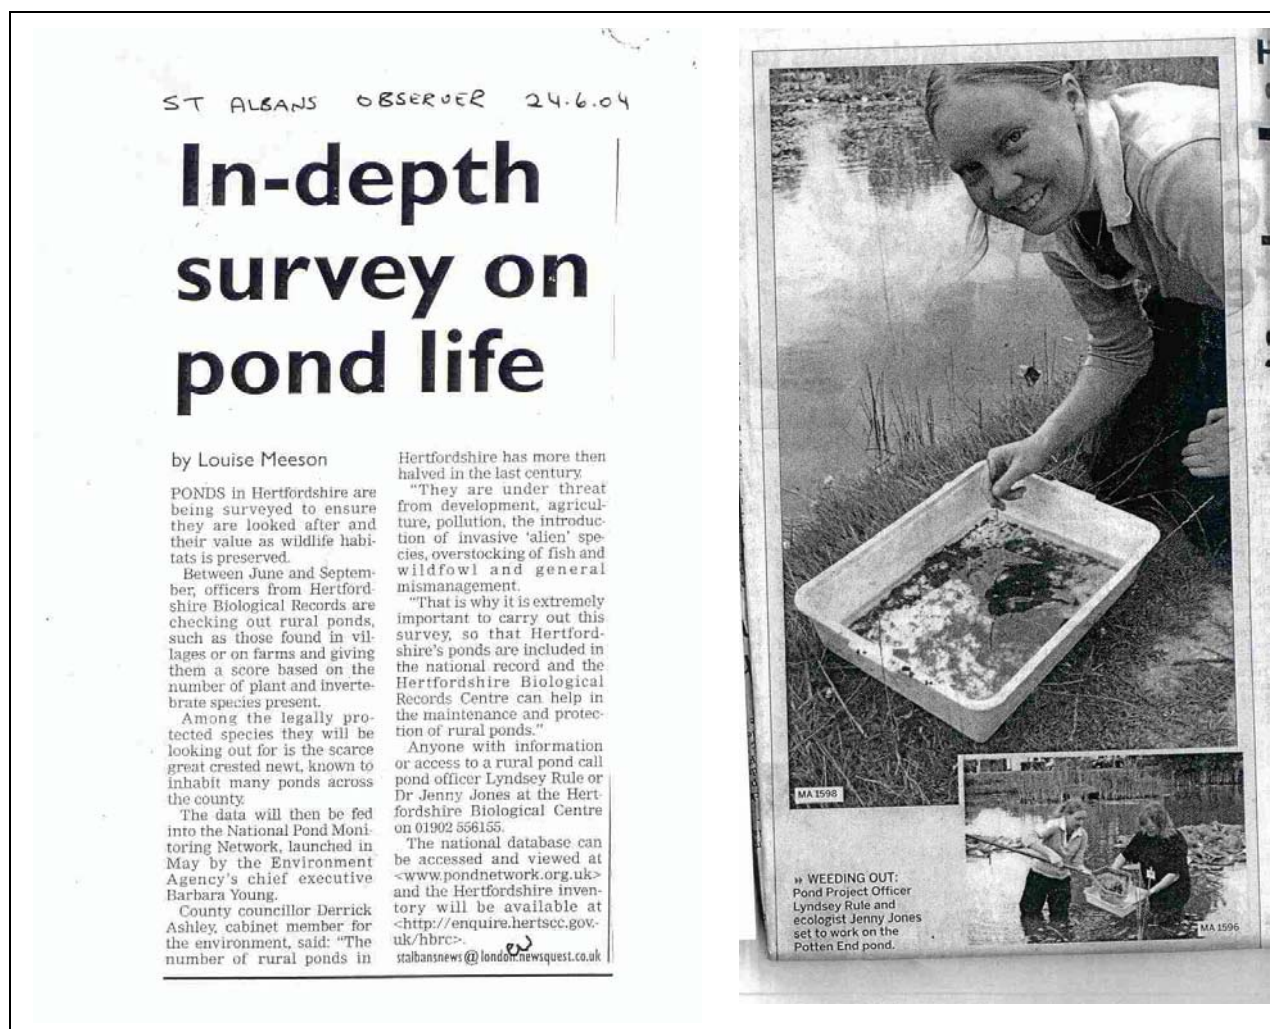 ST ALBANS OBSERVER 24.6.04
In-depth
survey on
pond life
by Louise Meeson
PONDS in Hertfordshire are
being surveyed to ensure
they are looked after and
their value as wildlife habi-
tats is preserved.
Between June and Septem-
ber, officers from Hertford-
shire Biological Records are
checking out rural ponds,
such as those found in vil-
lages or on farms and giving
them a score based on the
number of plant and inverte-
brate species present.
Among the legally pro-
tected species they will be
looking out for is the scarce
great crested newt, known to
inhabit many ponds across
the county.
The data will then be fed
into the National Pond Moni-
toring Network, launched in
May by the Environment
Agency's chief executive
Barbara Young.
County councillor Derrick
Ashley, cabinet member for
the environment, said: "The
number of rural ponds in
Hertfordshire has more then
halved in the last century.
"They are under threat
from development, agricul-
ture, pollution, the introduc-
tion of invasive 'alien' spe-
cies, overstocking of fish and
wildfowl and general
mismanagement.
"That is why it is extremely
important to carry out this
survey, so that Hertford-
shire's ponds are included in
the national record and the
Hertfordshire Biological
Records Centre can help in
the maintenance and protec-
tion of rural ponds."
Anyone with information
or access to a rural pond call
pond officer Lyndsey Rule or
Dr Jenny Jones at the Hert-
fordshire Biological Centre
on 01902 556155.
The national database can
be accessed and viewed at
<www.pondnetwork.org.uk>
and the Hertfordshire inven-
tory will be available at
<http://enquire.hertscc.gov.-
uk/hbrc>.
stalbansnews@london.newsquest.co.uk
MA 1598
» WEEDING OUT:
Pond Project Officer
Lyndsey Rule and
ecologist Jenny Jones
set to work on the
Potten End pond.
MA 1596